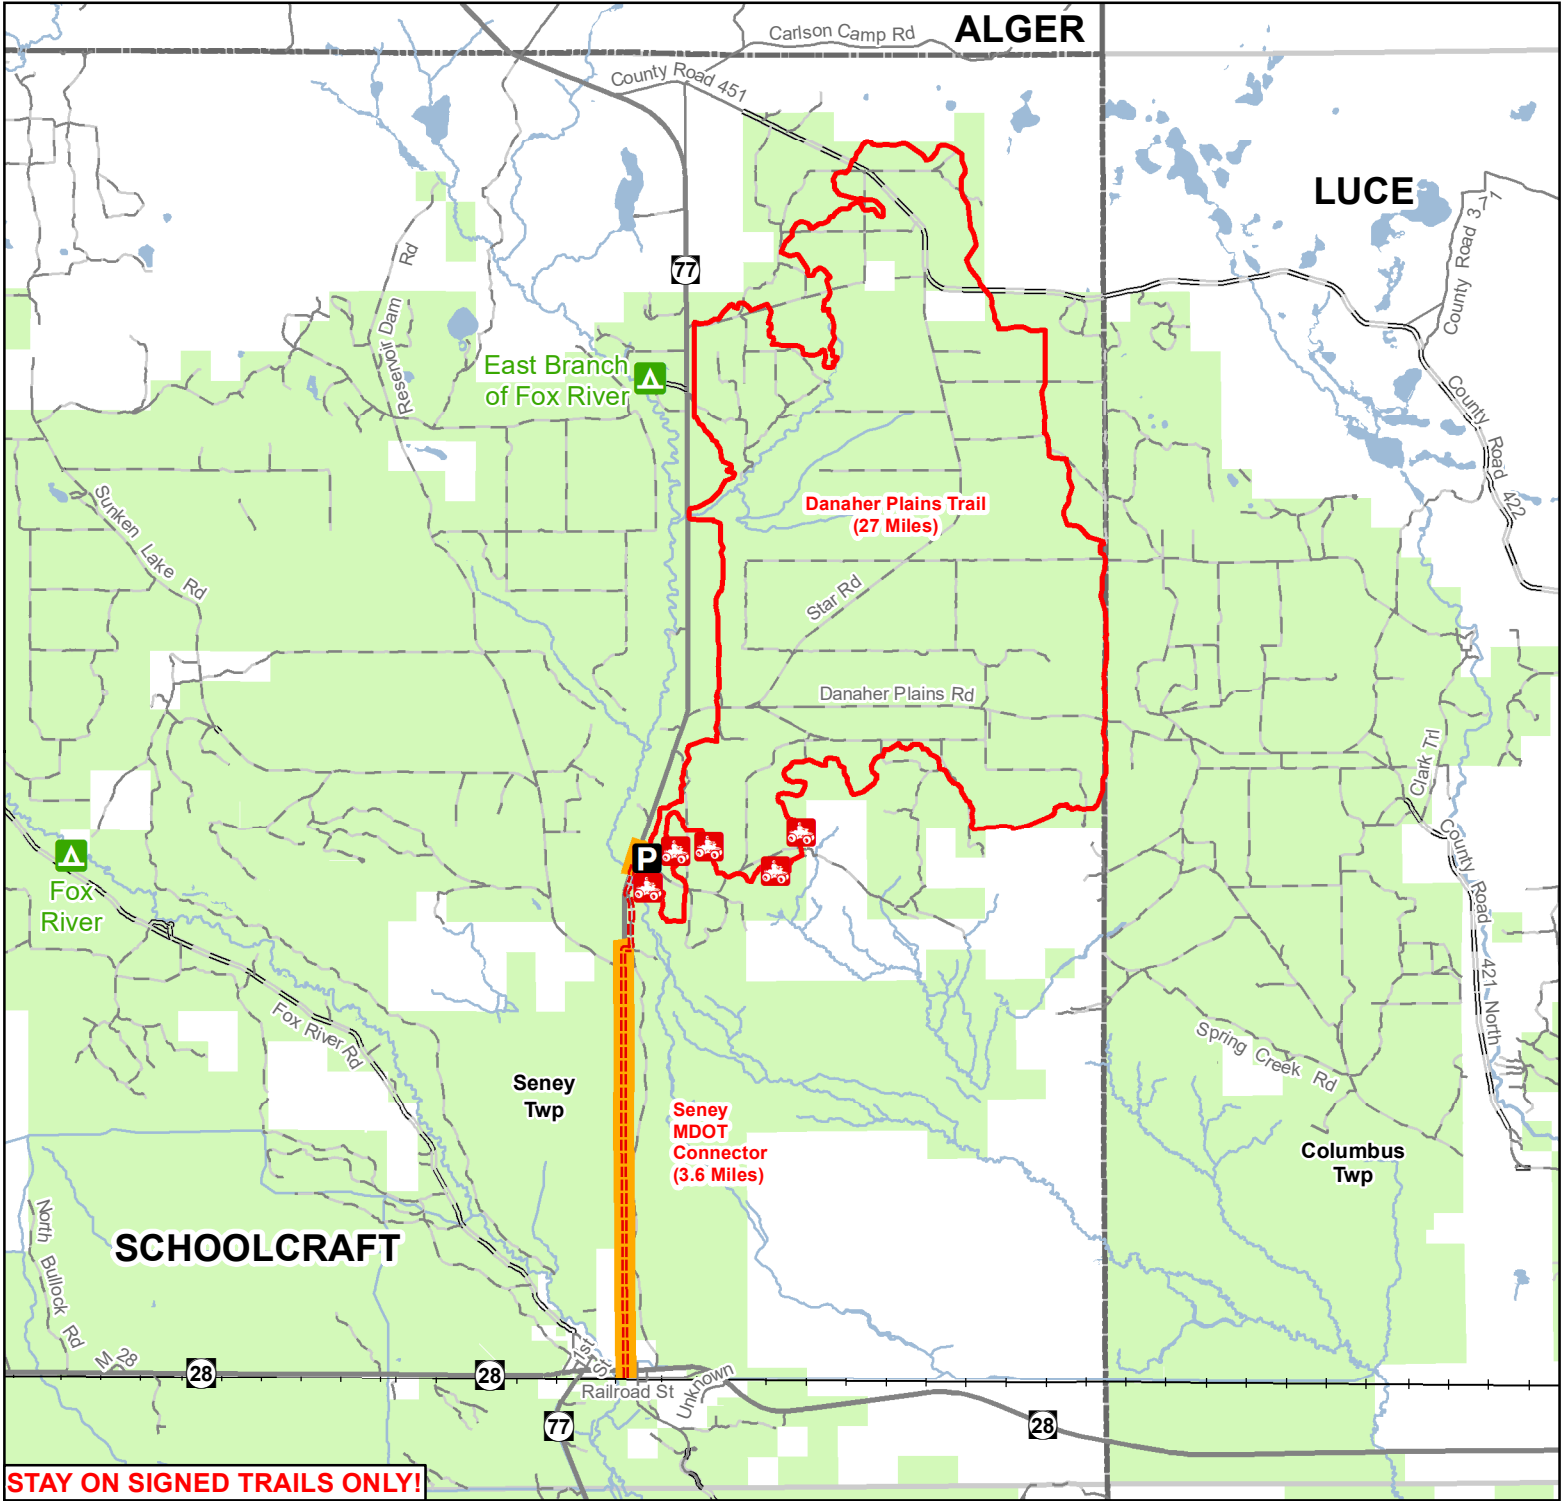 ALGER
Carlson Camp Rd
County Road 451
LUCE
County Road 3_7_1
77
Reservoir Dam Rd
East Branch
of Fox River
County Road 422
Danaher Plains Trail
(27 Miles)
Sunken Lake Rd
Star Rd
Danaher Plains Rd
Clark Trl
P
Fox
River
County Road 421 North
Fox River Rd
Spring Creek Rd
Seney
Twp
Seney
MDOT
Connector
(3.6 Miles)
Columbus
Twp
SCHOOLCRAFT
North Bullock Rd
M 28
28
28
1st St
Railroad St
Unknown
77
28
STAY ON SIGNED TRAILS ONLY!